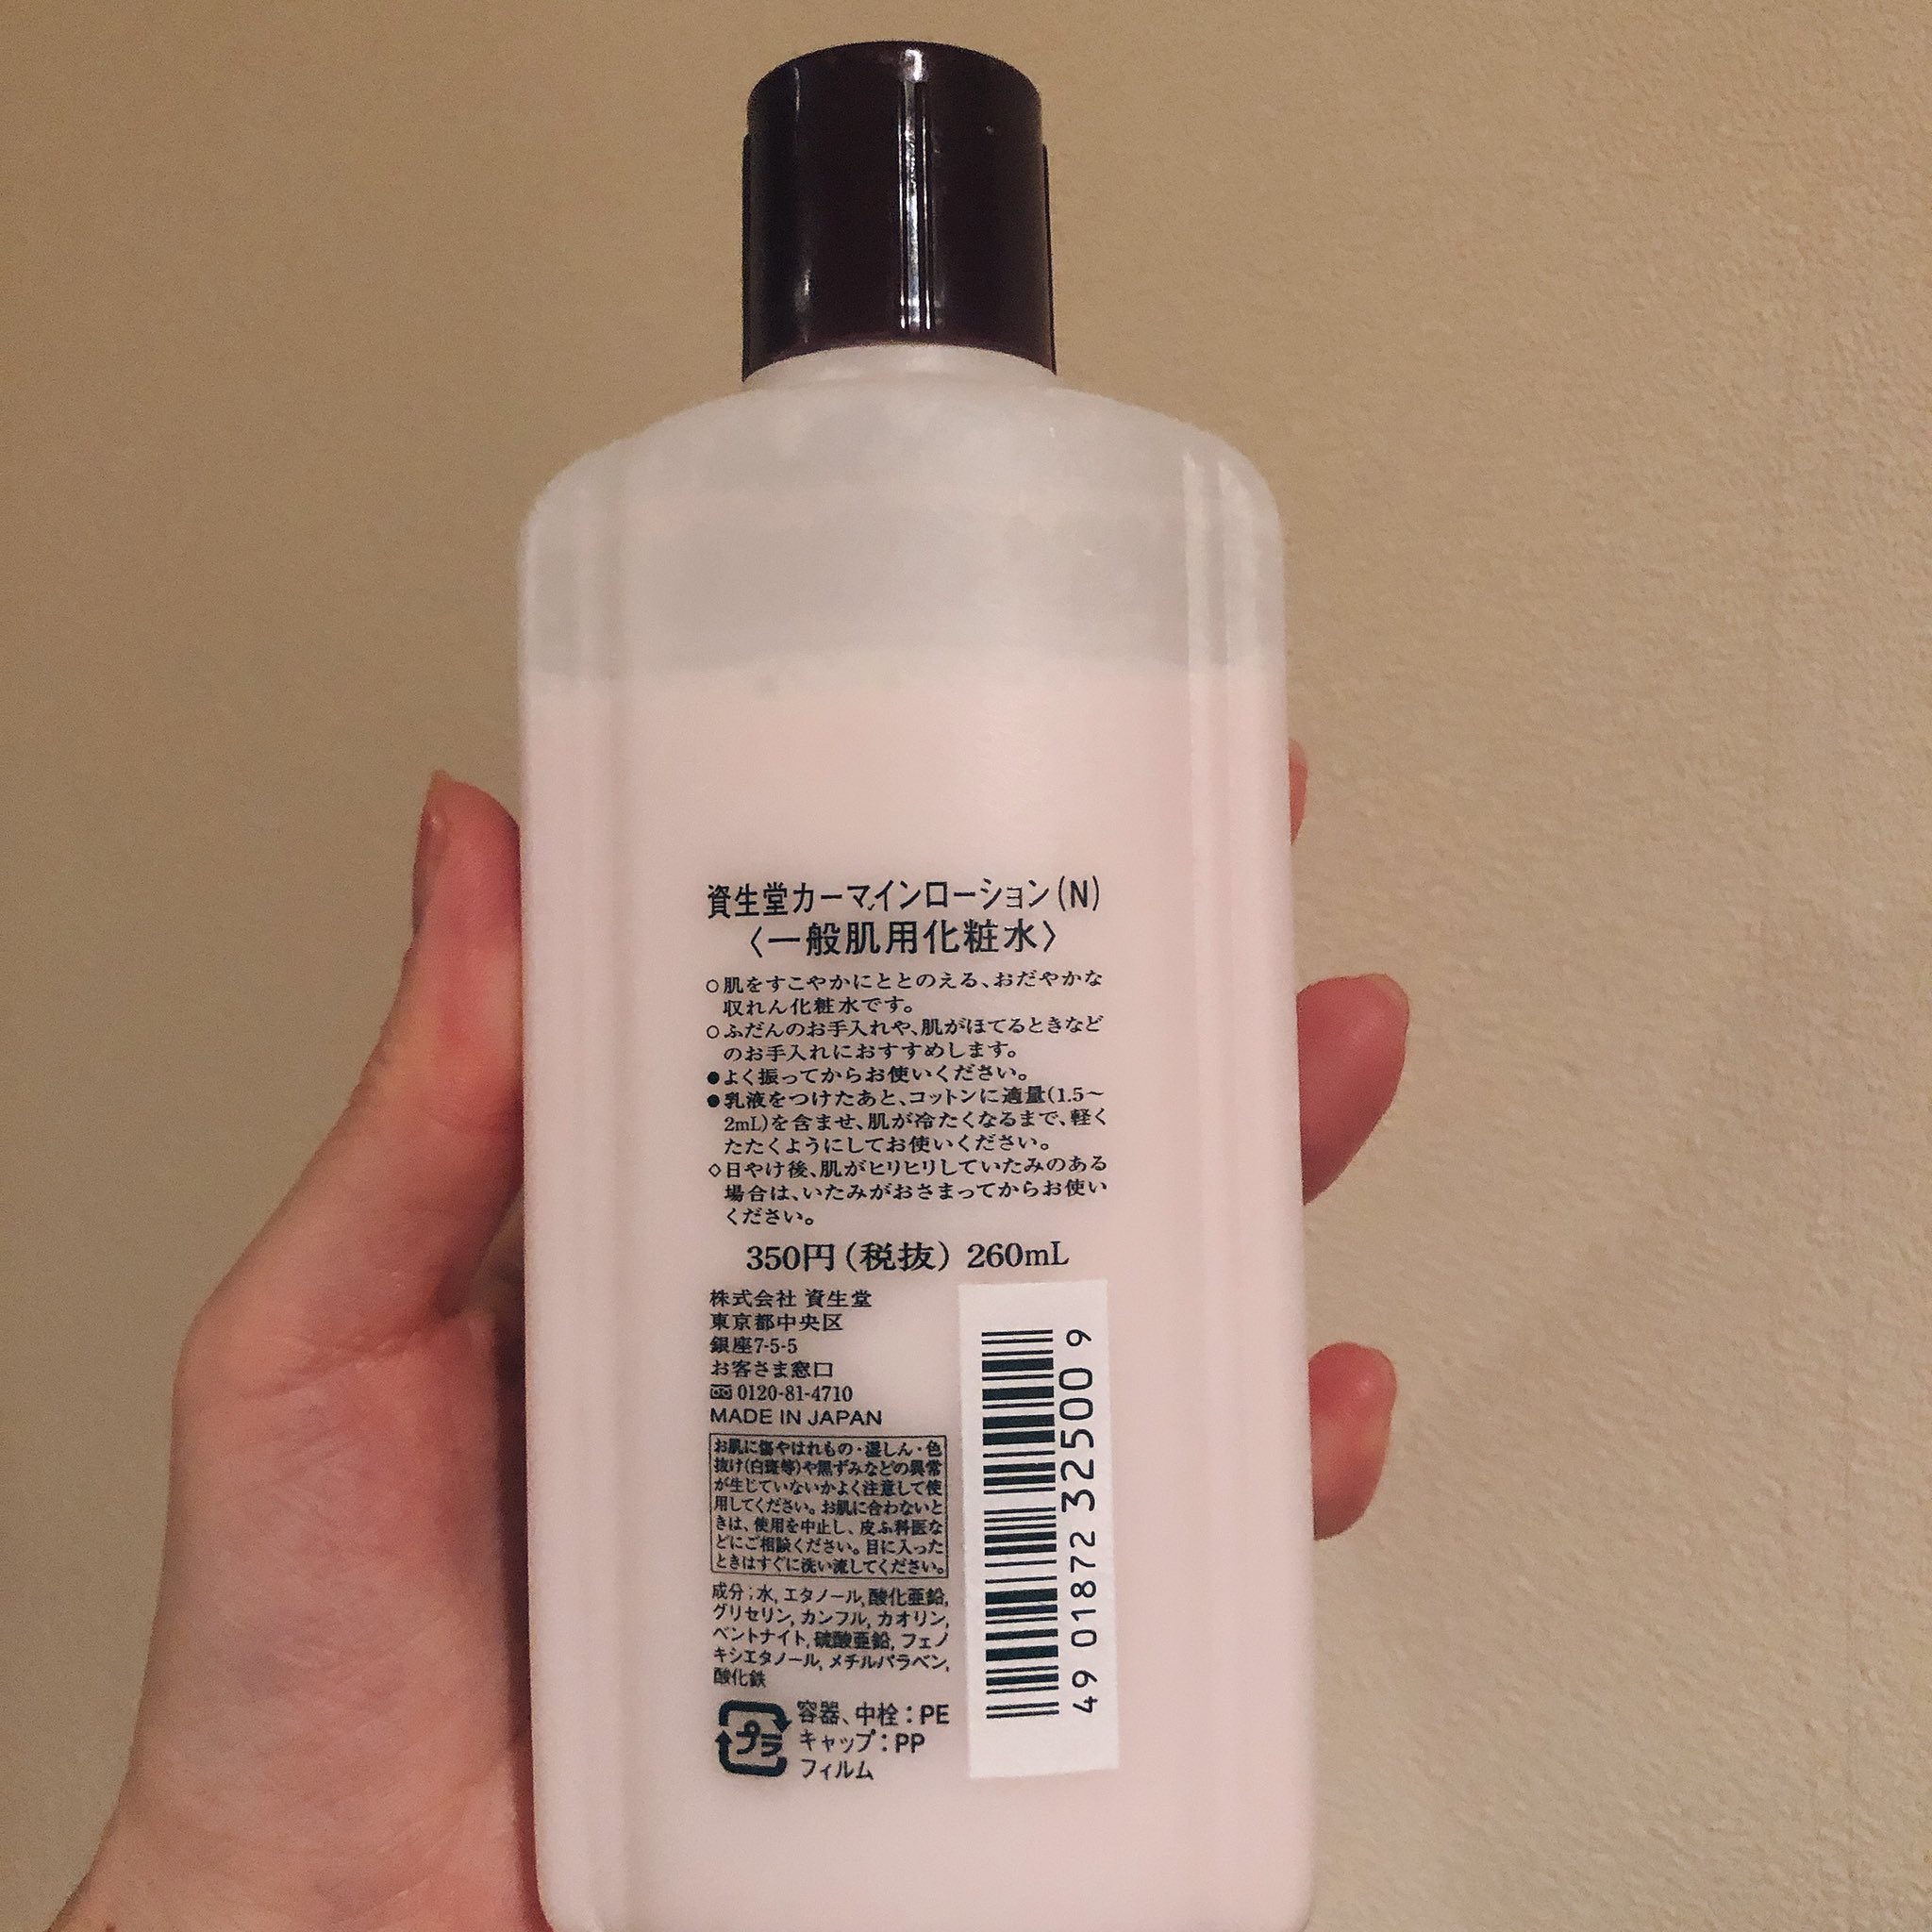 資生堂カーマインローション(N)
〈一般肌用化粧水〉
○肌をすこやかにととのえる、おだやかな
収れん化粧水です。
○ふだんのお手入れや、肌がほてるときなど
のお手入れにおすすめします。
●よく振ってからお使いください。
●乳液をつけたあと、コットンに適量(1.5〜
2mL)を含ませ、肌が冷たくなるまで、軽く
たたくようにしてお使いください。
◇日やけ後、肌がヒリヒリしていたみのある
場合は、いたみがおさまってからお使い
ください。
350円(税抜) 260mL
株式会社 資生堂
東京都中央区
銀座7-5-5
お客さま窓口
0120-81-4710
MADE IN JAPAN
お肌に傷やはれもの・湿しん・色
抜け(白斑等)や黒ずみなどの異常
が生じていないかよく注意して使
用してください。お肌に合わないと
きは、使用を中止し、皮ふ科医な
どにご相談ください。目に入った
ときはすぐに洗い流してください。
成分;水,エタノール,酸化亜鉛,
グリセリン,カンフル,カオリン,
ベントナイト,硫酸亜鉛,フェノ
キシエタノール,メチルパラベン,
酸化鉄
プラ
容器、中栓:PE
キャップ:PP
フィルム
49 01872 32500 9